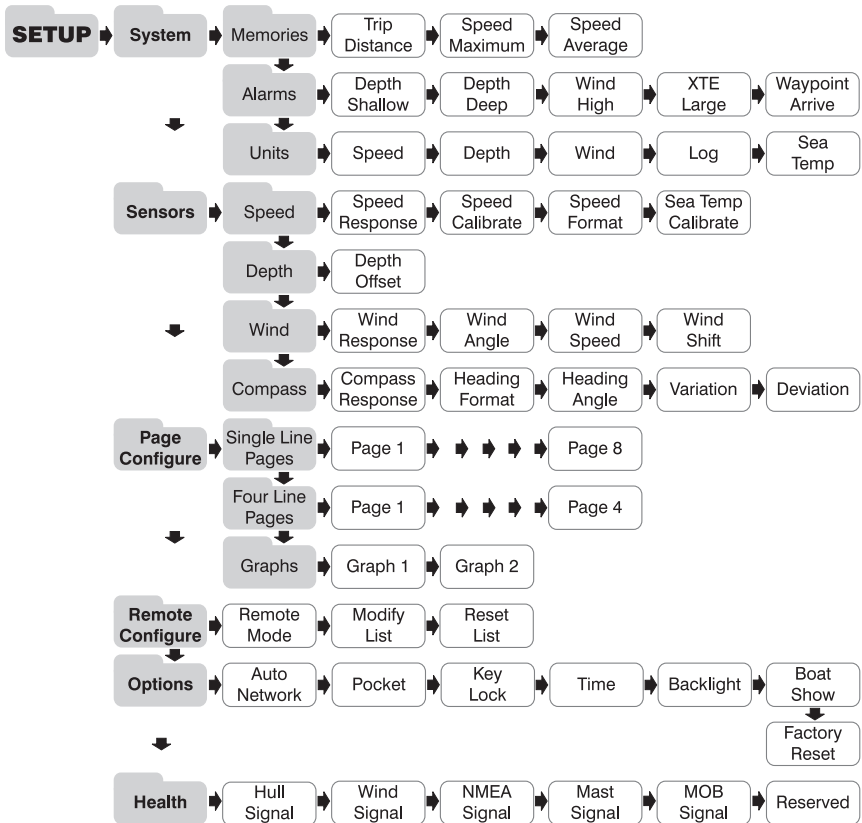 SETUP System Memories Trip Distance Speed Maximum Speed Average
Alarms Depth Shallow Depth Deep Wind High XTE Large Waypoint Arrive
Units Speed Depth Wind Log Sea Temp
Sensors Speed Speed Response Speed Calibrate Speed Format Sea Temp Calibrate
Depth Depth Offset
Wind Wind Response Wind Angle Wind Speed Wind Shift
Compass Compass Response Heading Format Heading Angle Variation Deviation
Page Configure Single Line Pages Page 1 Page 8
Four Line Pages Page 1 Page 4
Graphs Graph 1 Graph 2
Remote Configure Remote Mode Modify List Reset List
Options Auto Network Pocket Key Lock Time Backlight Boat Show
Factory Reset
Health Hull Signal Wind Signal NMEA Signal Mast Signal MOB Signal Reserved